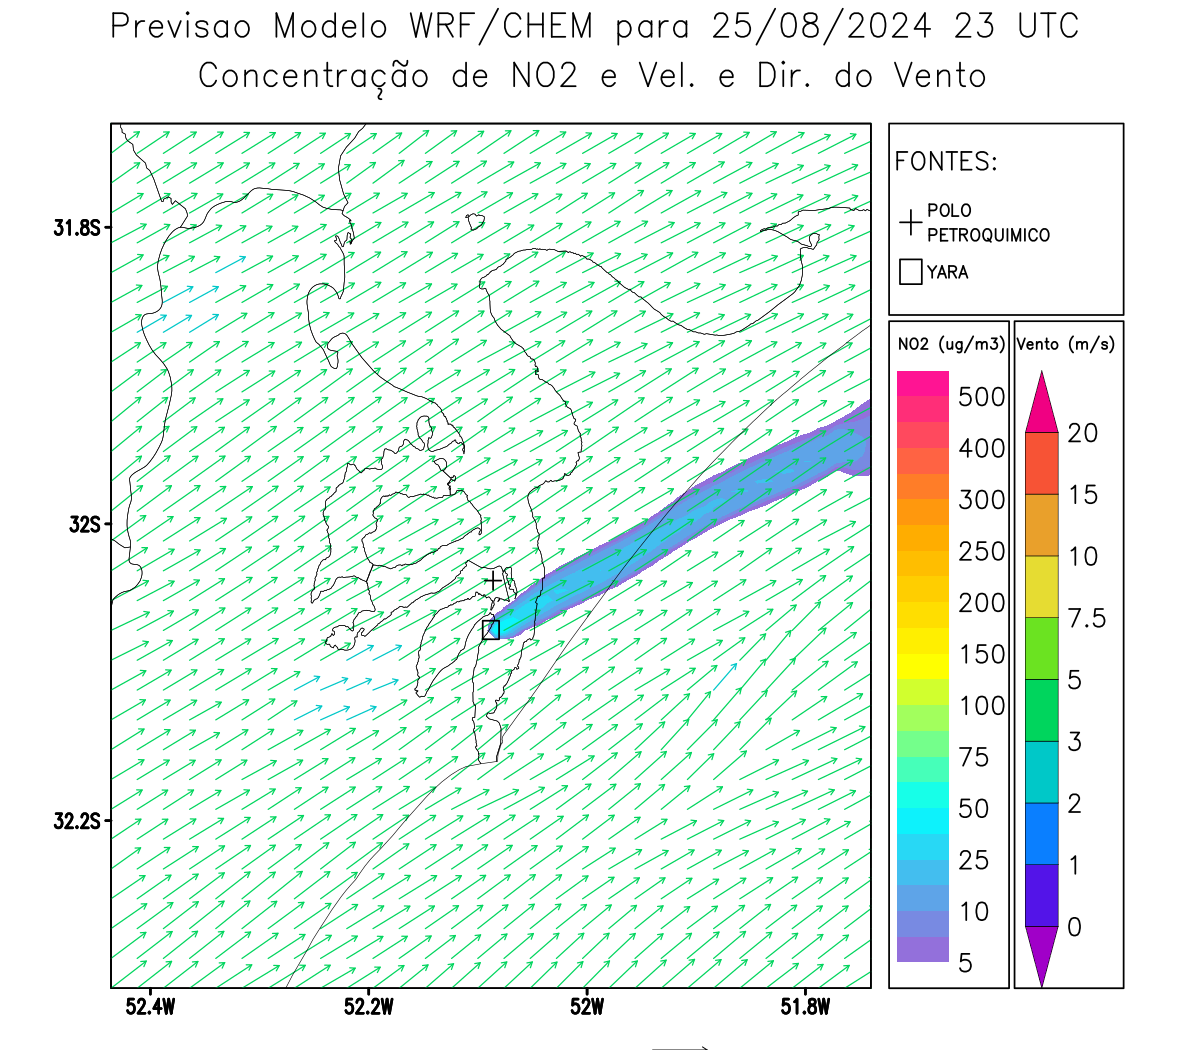 Previsao Modelo WRF/CHEM para 25/08/2024 23 UTC
Concentração de NO2 e Vel. e Dir. do Vento
FONTES:
POLO
PETROQUIMICO
YARA
31.8S
32S
32.2S
52.4W
52.2W
52W
51.8W
NO2 (ug/m3)
500
400
300
250
200
150
100
75
50
25
10
5
Vento (m/s)
20
15
10
7.5
5
3
2
1
0